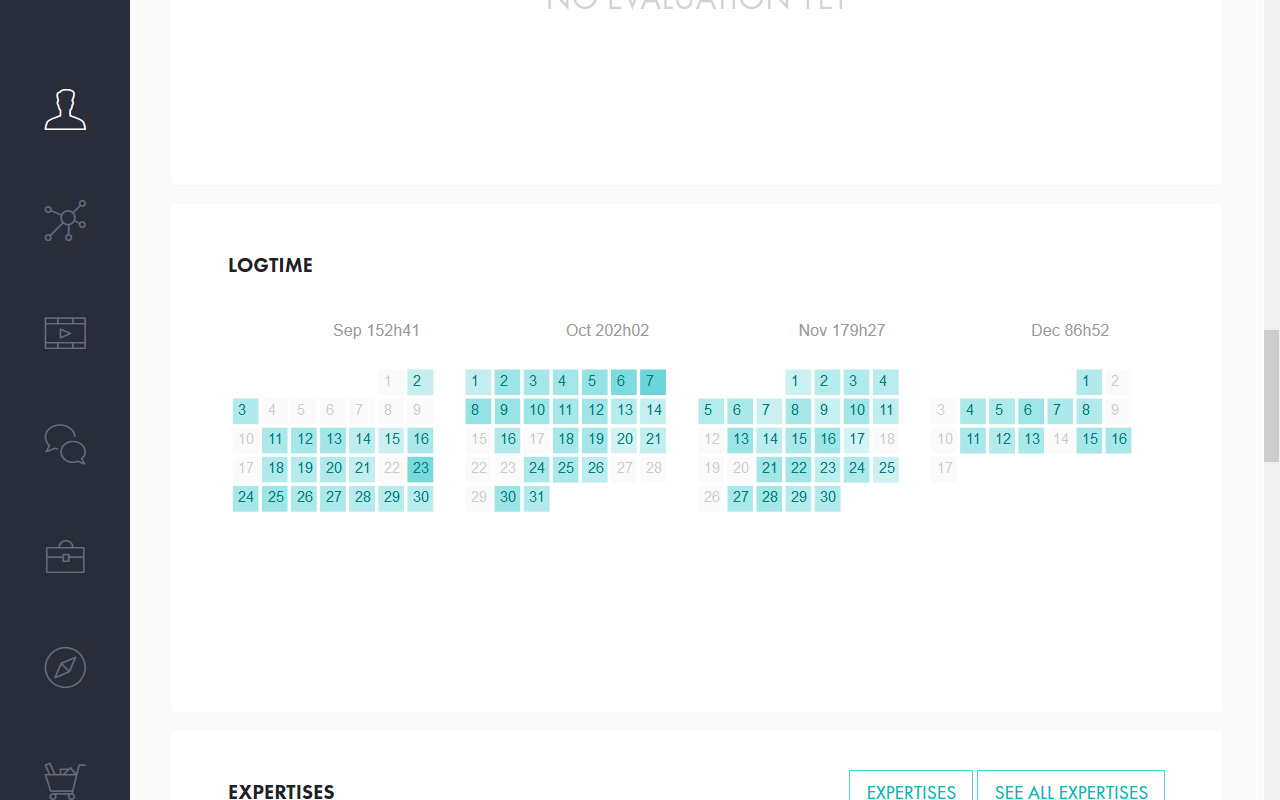 NO EVALUATION YET
LOGTIME
Sep 152h41 Oct 202h02 Nov 179h27 Dec 86h52
1 2 1 2 3 4 5 6 7 1 2 3 4 1 2
3 4 5 6 7 8 9 8 9 10 11 12 13 14 5 6 7 8 9 10 11 3 4 5 6 7 8 9
10 11 12 13 14 15 16 15 16 17 18 19 20 21 12 13 14 15 16 17 18 10 11 12 13 14 15 16
17 18 19 20 21 22 23 22 23 24 25 26 27 28 19 20 21 22 23 24 25 17
24 25 26 27 28 29 30 29 30 31 26 27 28 29 30
EXPERTISES EXPERTISES SEE ALL EXPERTISES